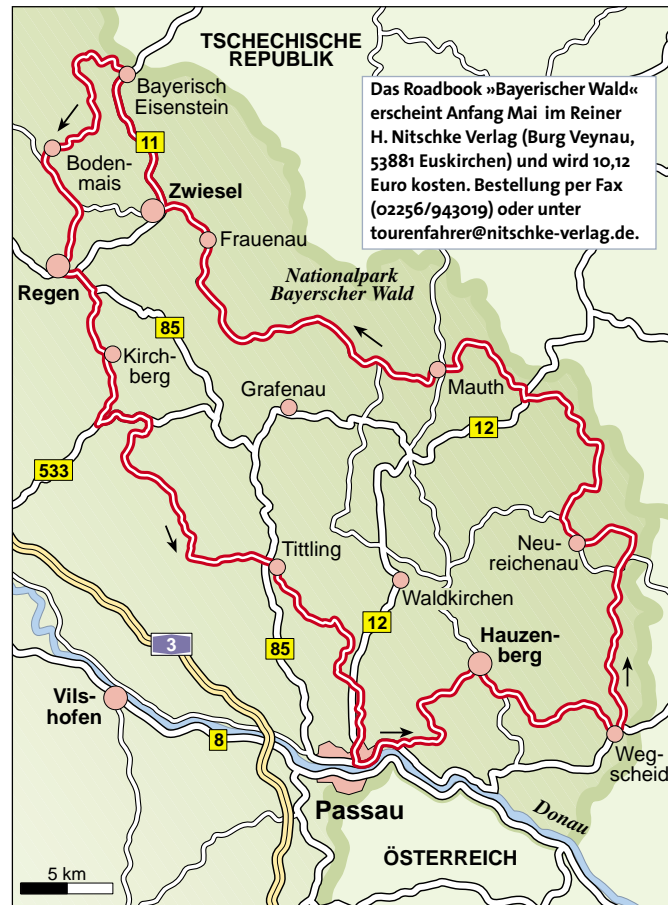 TSCHECHISCHE
REPUBLIK
Das Roadbook »Bayerischer Wald«
erscheint Anfang Mai im Reiner
H. Nitschke Verlag (Burg Veynau,
53881 Euskirchen) und wird 10,12
Euro kosten. Bestellung per Fax
(02256/943019) oder unter
tourenfahrer@nitschke-verlag.de.
Bayerisch
Eisenstein
11
Boden-
mais
Zwiesel
Frauenau
Regen
Nationalpark
Bayerscher Wald
85
Kirch-
berg
Mauth
Grafenau
12
533
Neu-
reichenau
Tittling
Waldkirchen
12
Hauzen-
berg
3
85
Vils-
hofen
8
Weg-
scheid
Passau
Donau
ÖSTERREICH
5 km